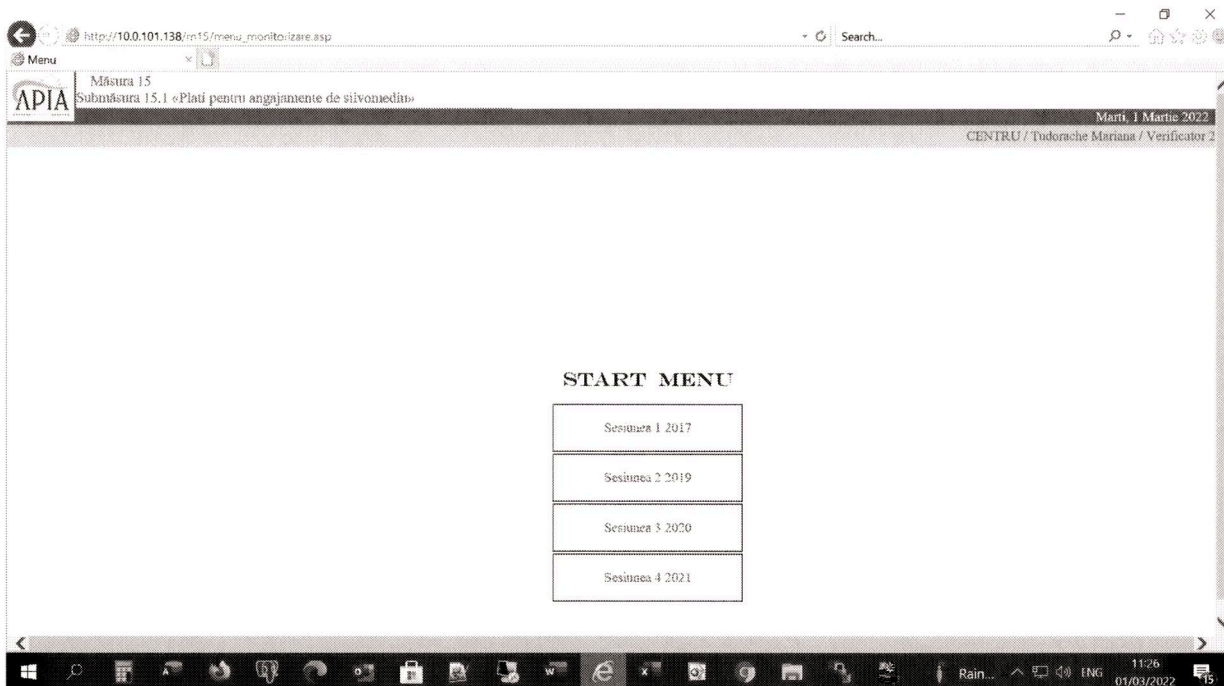 http://10.0.101.138/m15/menu_monitorizare.asp
Search...
Menu
APIA
Măsura 15
Submăsura 15.1 «Plati pentru angajamente de silvomediu»
Marti, 1 Martie 2022
CENTRU / Tudorache Mariana / Verificator 2
START MENU
Sesiunea 1 2017
Sesiunea 2 2019
Sesiunea 3 2020
Sesiunea 4 2021
Rain...
ENG
11:26
01/03/2022
15